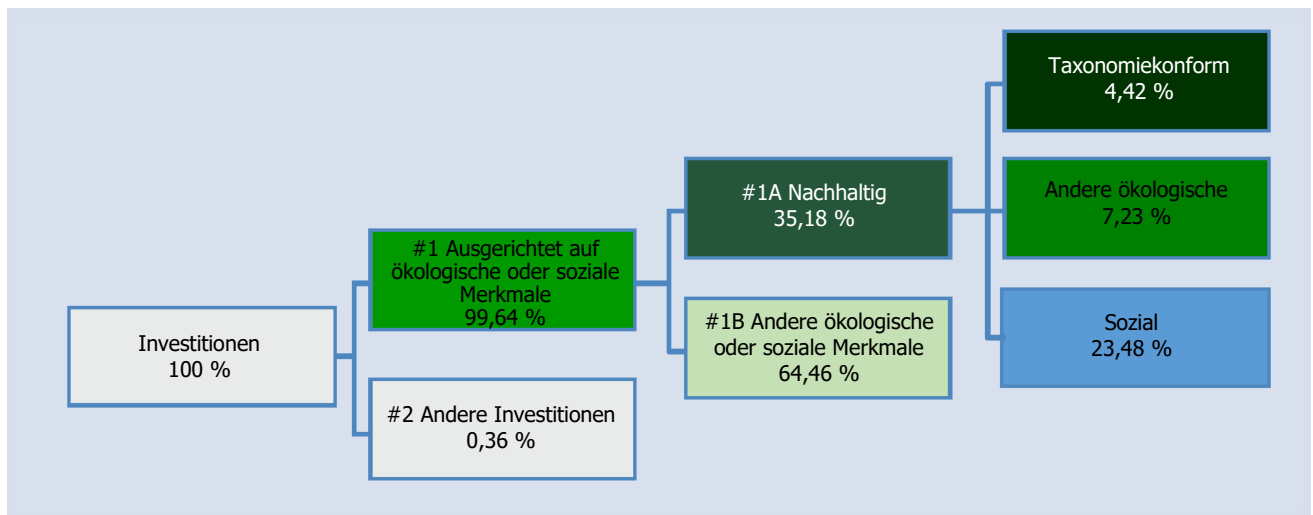 Investitionen
100 %
#1 Ausgerichtet auf
ökologische oder soziale
Merkmale
99,64 %
#2 Andere Investitionen
0,36 %
#1A Nachhaltig
35,18 %
#1B Andere ökologische
oder soziale Merkmale
64,46 %
Taxonomiekonform
4,42 %
Andere ökologische
7,23 %
Sozial
23,48 %